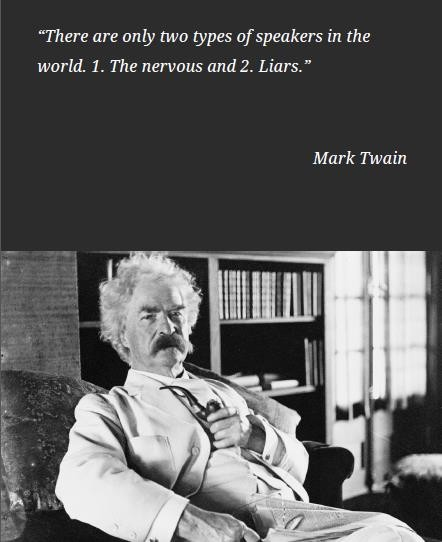 “There are only two types of speakers in the
world. 1. The nervous and 2. Liars.”
Mark Twain